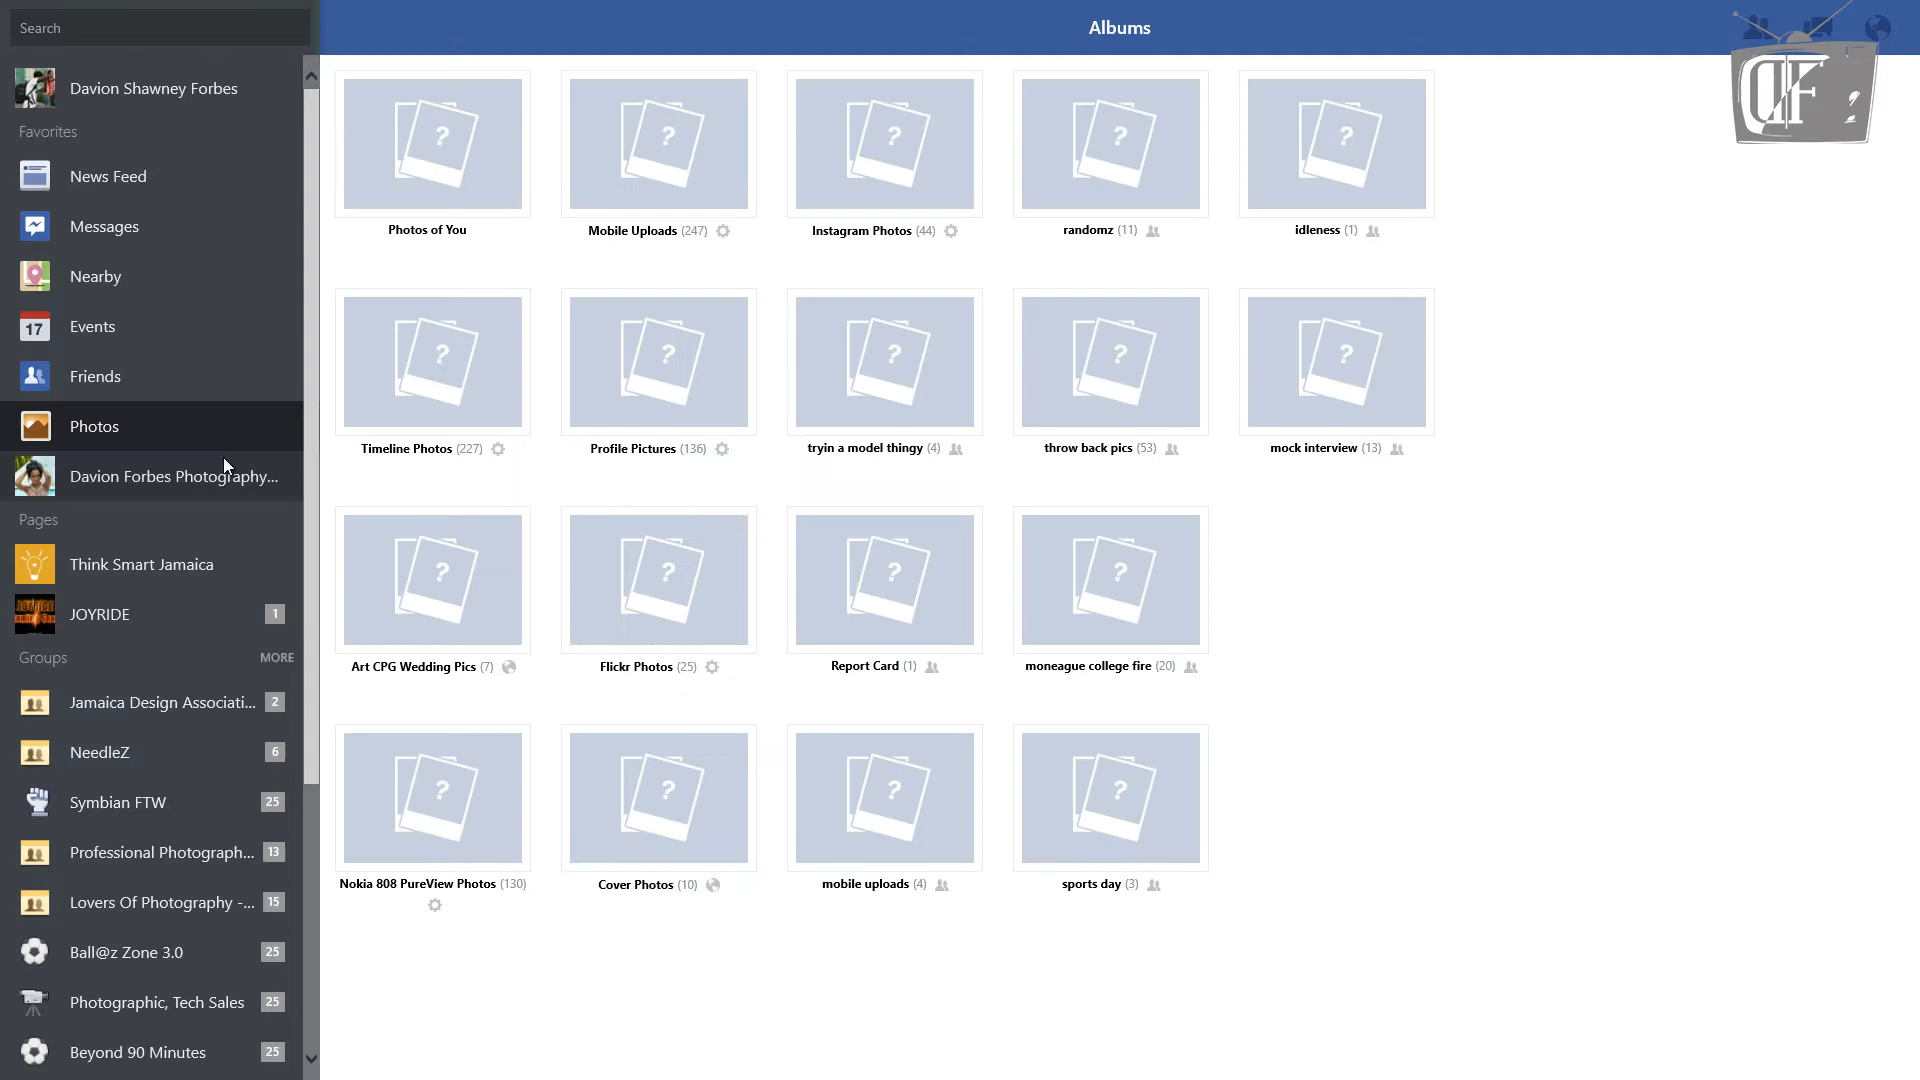 Search
Albums
Davion Shawney Forbes
Favorites
News Feed
Messages
Nearby
17
Events
Friends
Photos
Davion Forbes Photography...
Pages
Think Smart Jamaica
JOYRIDE
JOYRIDE 1
Groups MORE
Jamaica Design Associati... 2
NeedleZ 6
Symbian FTW 25
Professional Photograph... 13
Lovers Of Photography -... 15
Ball@z Zone 3.0 25
Photographic, Tech Sales 25
Beyond 90 Minutes 25
DF
? ? ? ? ?
Photos of You Mobile Uploads (247) Instagram Photos (44) randomz (11) idleness (1)
? ? ? ? ?
Timeline Photos (227) Profile Pictures (136) tryin a model thingy (4) throw back pics (53) mock interview (13)
? ? ? ?
Art CPG Wedding Pics (7) Flickr Photos (25) Report Card (1) moneague college fire (20)
? ? ? ?
Nokia 808 PureView Photos (130) Cover Photos (10) mobile uploads (4) sports day (3)